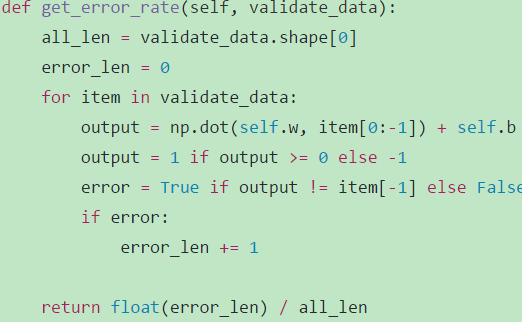 def get_error_rate(self, validate_data):
    all_len = validate_data.shape[0]
    error_len = 0
    for item in validate_data:
        output = np.dot(self.w, item[0:-1]) + self.b
        output = 1 if output >= 0 else -1
        error = True if output != item[-1] else False
        if error:
            error_len += 1
    return float(error_len) / all_len